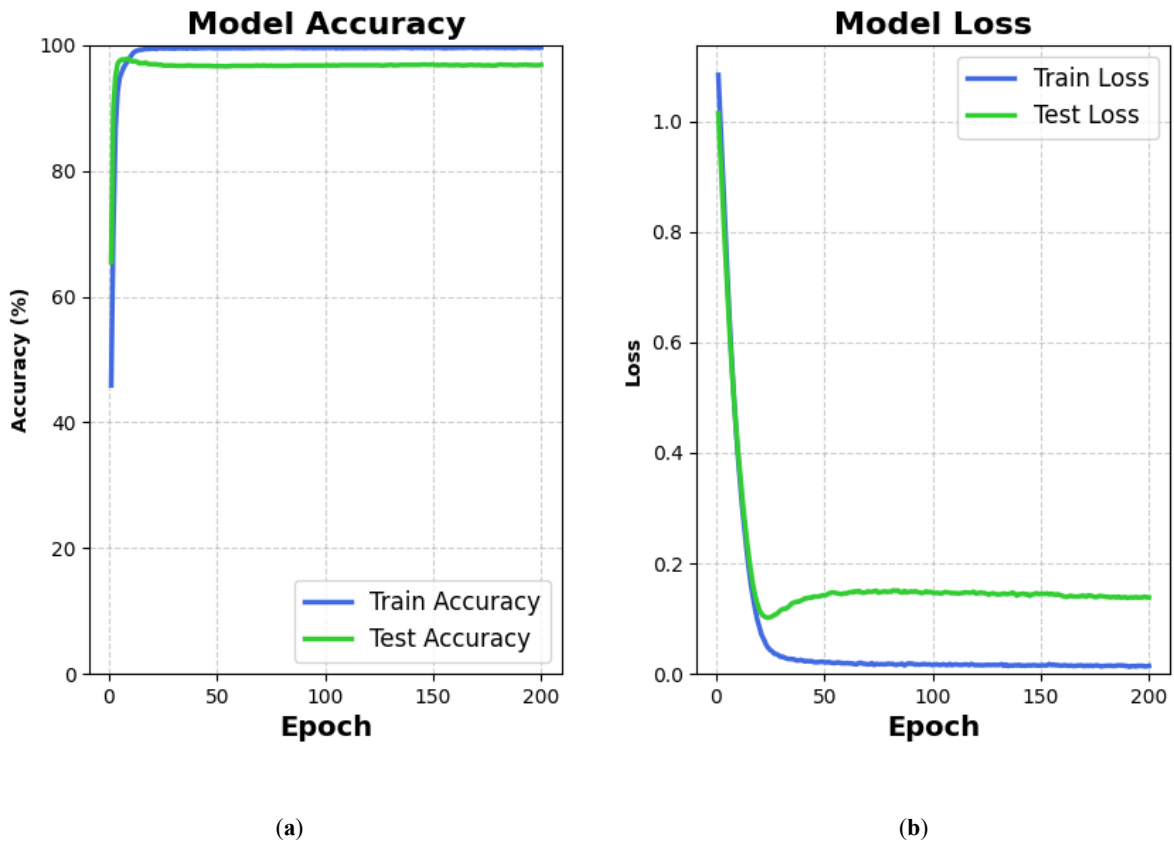 Model Accuracy
100
80
60
40
20
0
Accuracy (%)
Train Accuracy
Test Accuracy
0 50 100 150 200
Epoch
(a)
Model Loss
1.0
0.8
0.6
0.4
0.2
0.0
Loss
Train Loss
Test Loss
0 50 100 150 200
Epoch
(b)